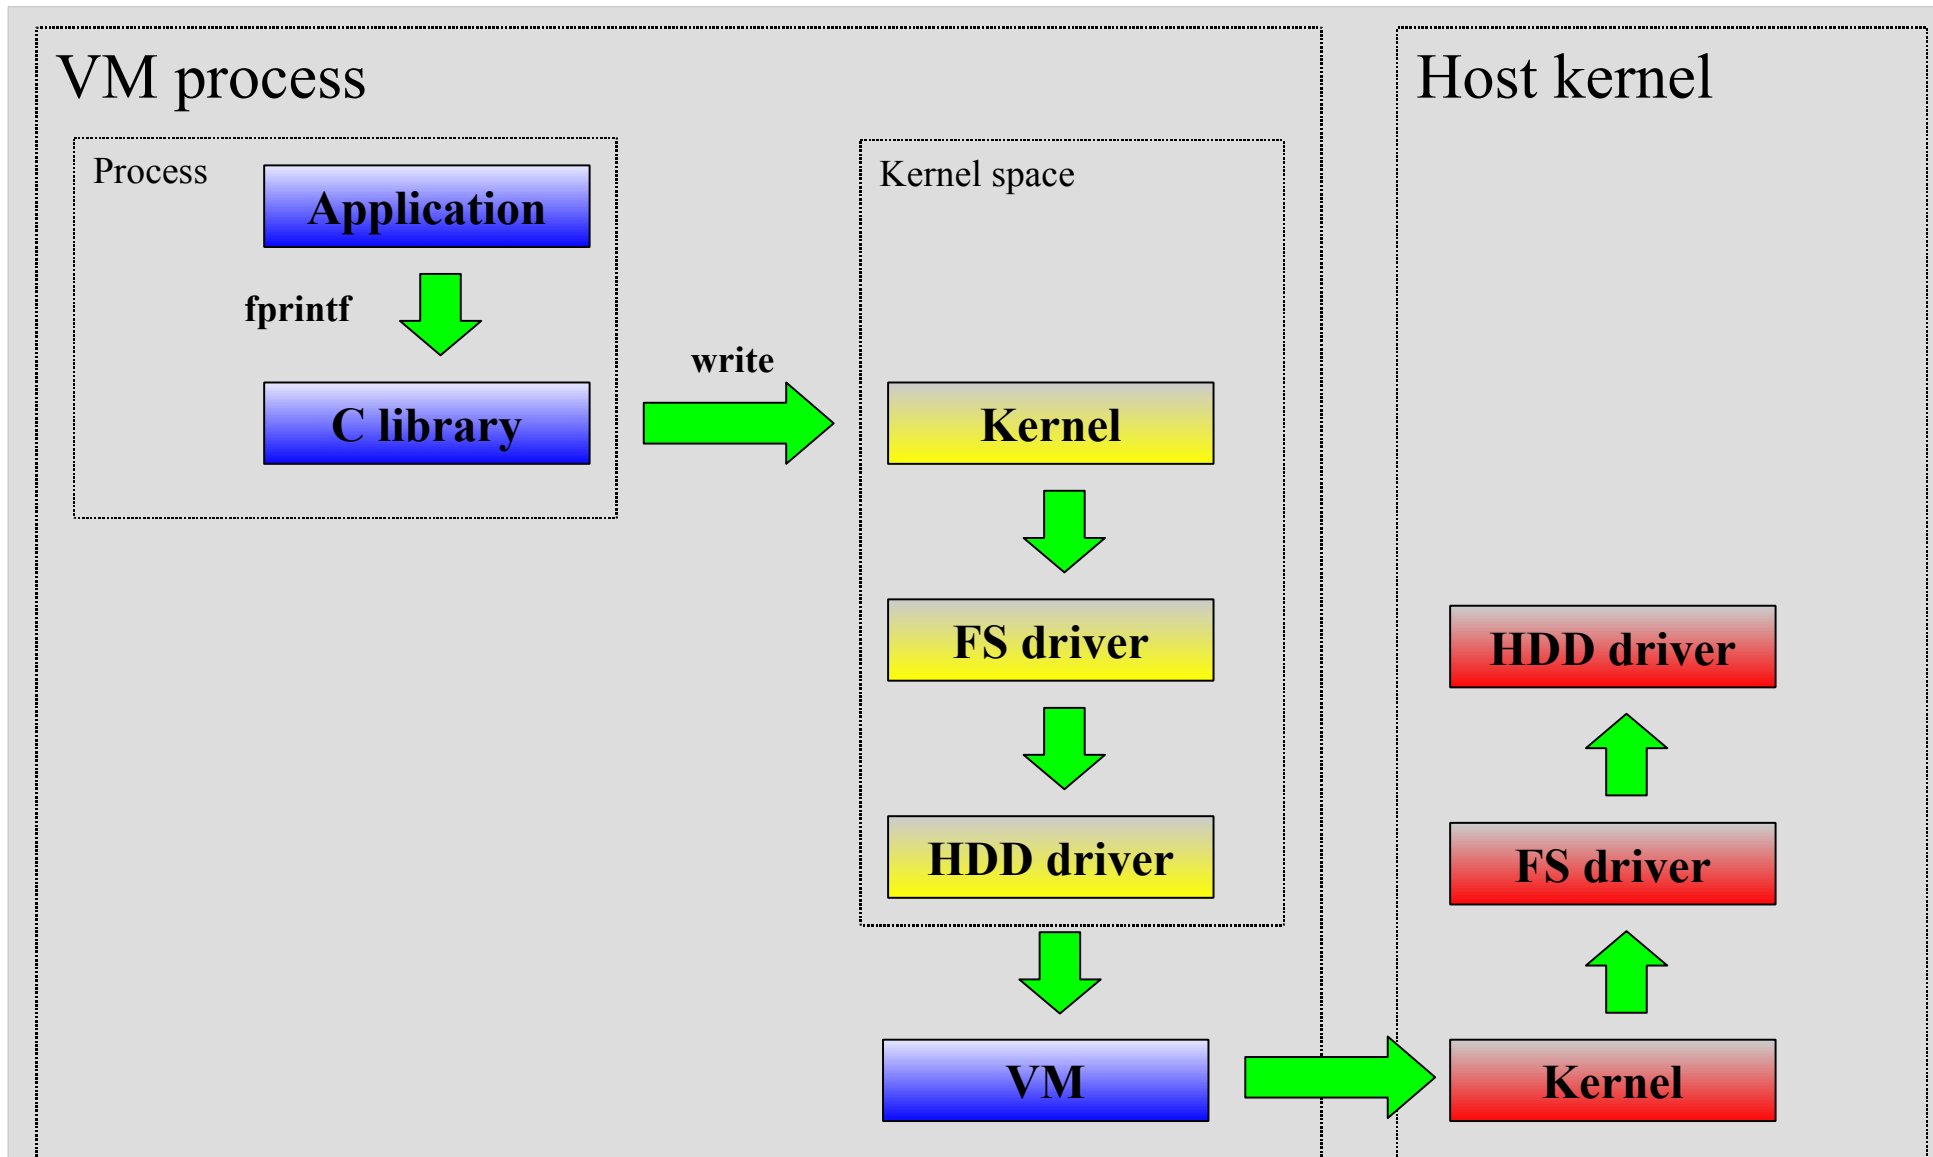 VM process
Process
Application
fprintf
C library
write
Kernel space
Kernel
FS driver
HDD driver
VM
Host kernel
HDD driver
FS driver
Kernel